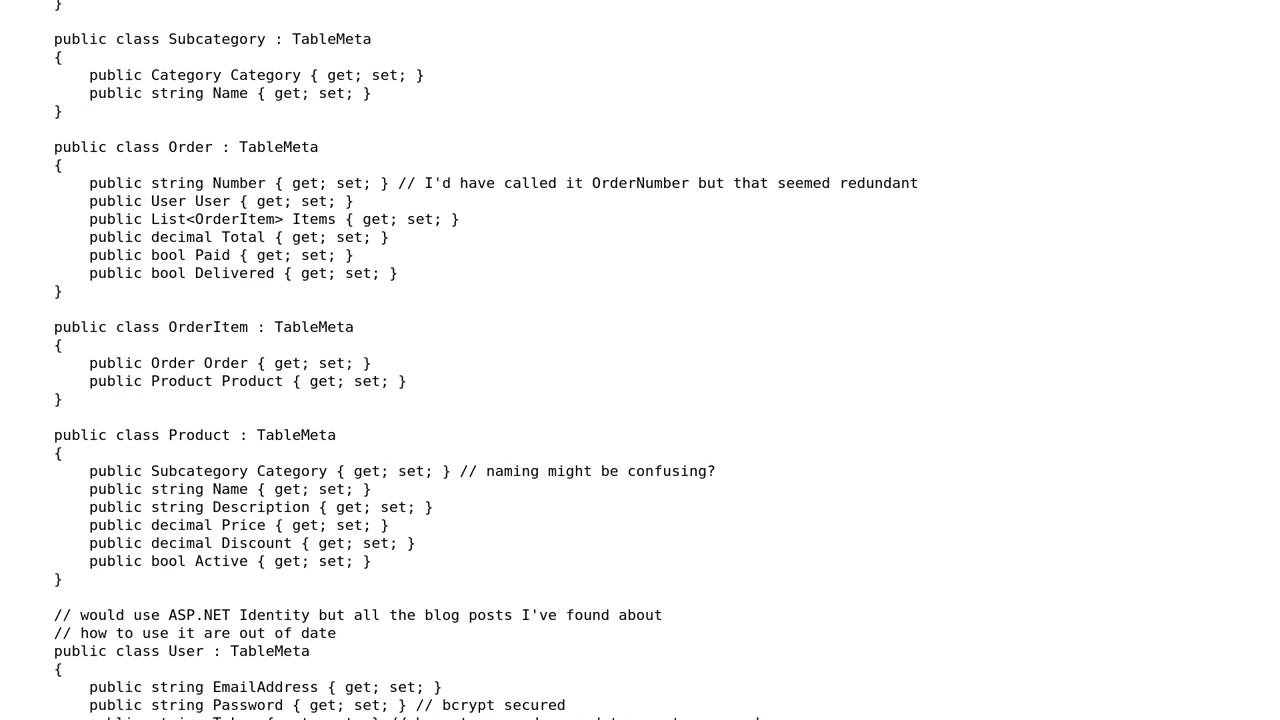 }
public class Subcategory : TableMeta
{
    public Category Category { get; set; }
    public string Name { get; set; }
}
public class Order : TableMeta
{
    public string Number { get; set; } // I'd have called it OrderNumber but that seemed redundant
    public User User { get; set; }
    public List<OrderItem> Items { get; set; }
    public decimal Total { get; set; }
    public bool Paid { get; set; }
    public bool Delivered { get; set; }
}
public class OrderItem : TableMeta
{
    public Order Order { get; set; }
    public Product Product { get; set; }
}
public class Product : TableMeta
{
    public Subcategory Category { get; set; } // naming might be confusing?
    public string Name { get; set; }
    public string Description { get; set; }
    public decimal Price { get; set; }
    public decimal Discount { get; set; }
    public bool Active { get; set; }
}
// would use ASP.NET Identity but all the blog posts I've found about
// how to use it are out of date
public class User : TableMeta
{
    public string EmailAddress { get; set; }
    public string Password { get; set; } // bcrypt secured